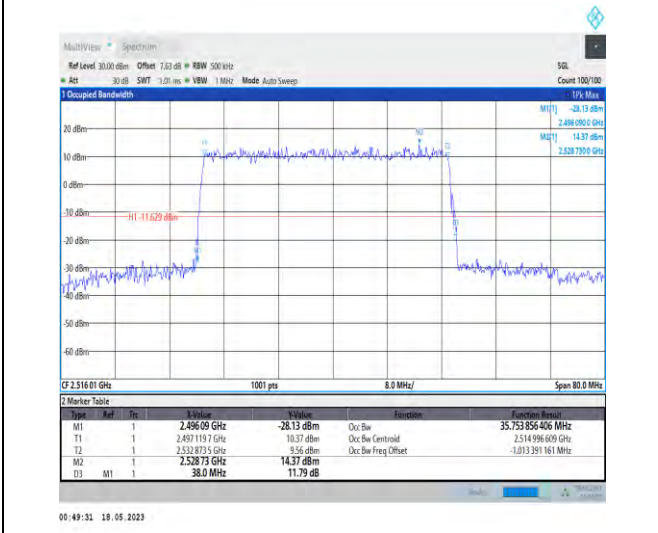 MultiView Spectrum
Ref Level 30.00 dBm Offset 7.63 dB RBW 500 kHz SGL
Att 30 dB SWT 1.01 ms VBW 1 MHz Mode Auto Sweep Count 100/100
1 Occupied Bandwidth 1Pk Max
M1[1] -28.13 dBm
2.496 090 0 GHz
M2[1] 14.37 dBm
2.528 730 0 GHz
20 dBm
M2
10 dBm
0 dBm
-10 dBm
H1 -11.629 dBm
-20 dBm
-30 dBm
-40 dBm
-50 dBm
-60 dBm
CF 2.516 01 GHz 1001 pts 8.0 MHz/ Span 80.0 MHz
2 Marker Table
Type Ref Trc X-Value Y-Value Function Function Result
M1 1 2.496 09 GHz -28.13 dBm Occ Bw 35.753 856 406 MHz
T1 1 2.497 119 7 GHz 10.37 dBm Occ Bw Centroid 2.514 996 609 GHz
T2 1 2.532 873 5 GHz 9.56 dBm Occ Bw Freq Offset -1.013 391 161 MHz
M2 1 2.528 73 GHz 14.37 dBm
D3 M1 1 38.0 MHz 11.79 dB
00:49:31 18.05.2023